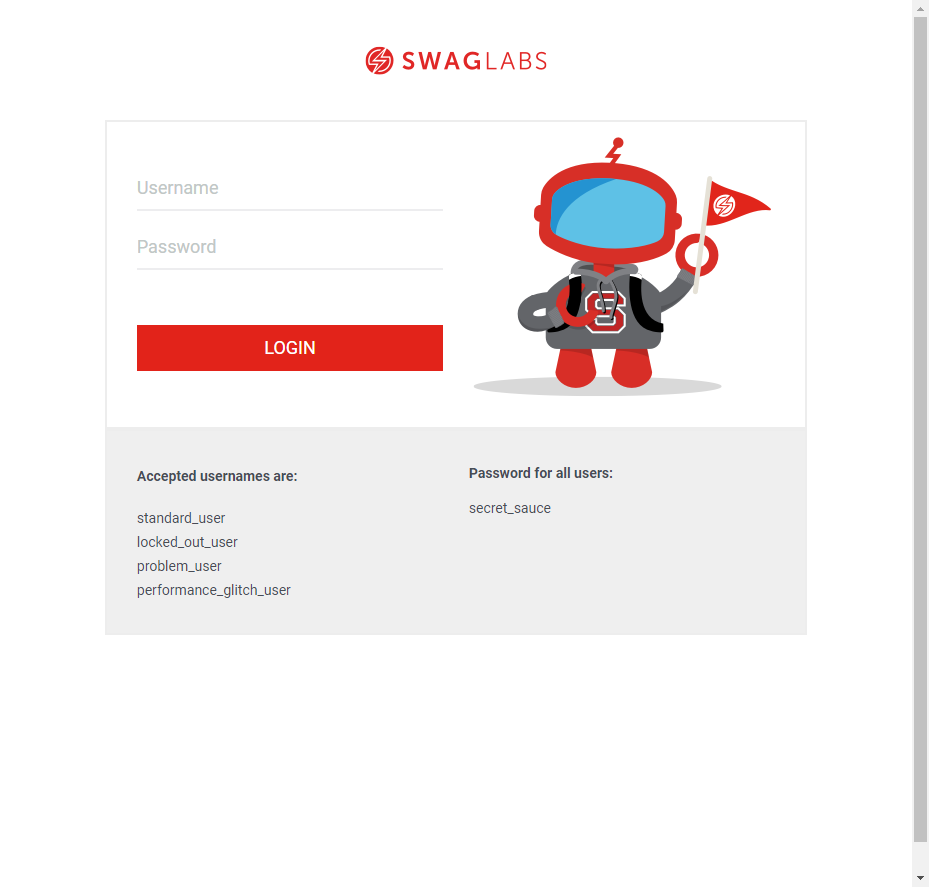 SWAGLABS
Username
Password
LOGIN
S
Accepted usernames are:
standard_user
locked_out_user
problem_user
performance_glitch_user
Password for all users:
secret_sauce